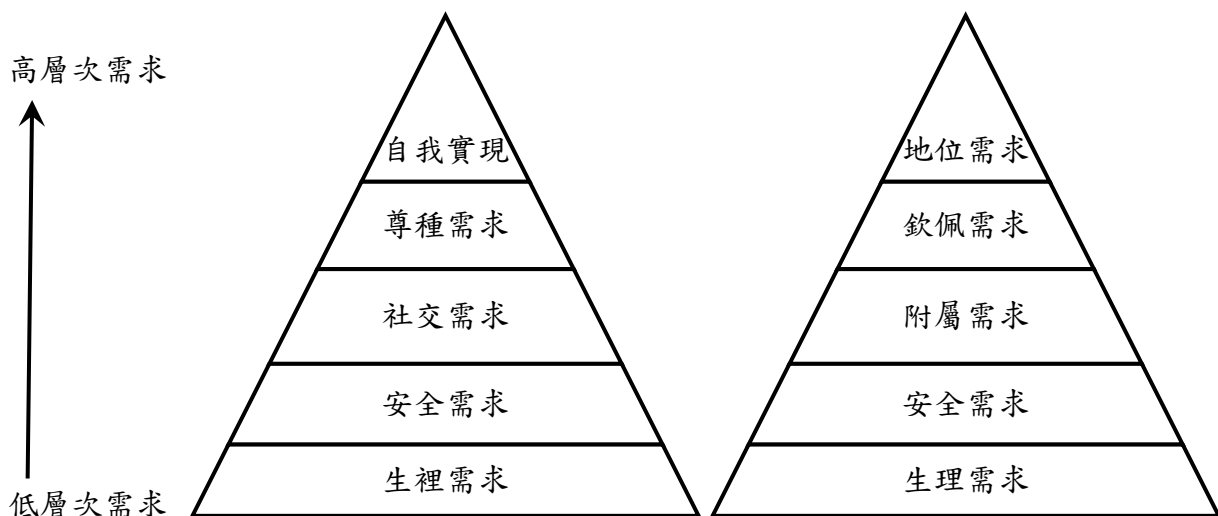 高層次需求
自我實現
地位需求
尊種需求
欽佩需求
社交需求
附屬需求
安全需求
安全需求
生裡需求
生理需求
低層次需求